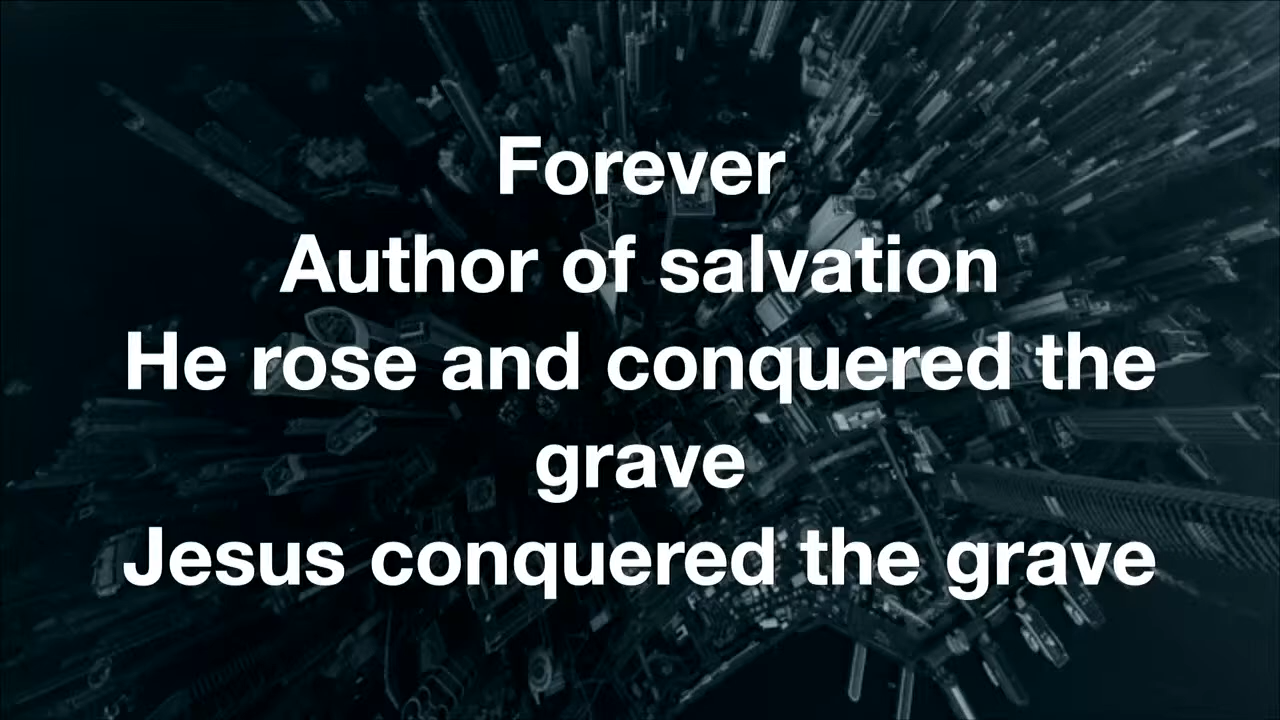 Forever
Author of salvation
He rose and conquered the
grave
Jesus conquered the grave